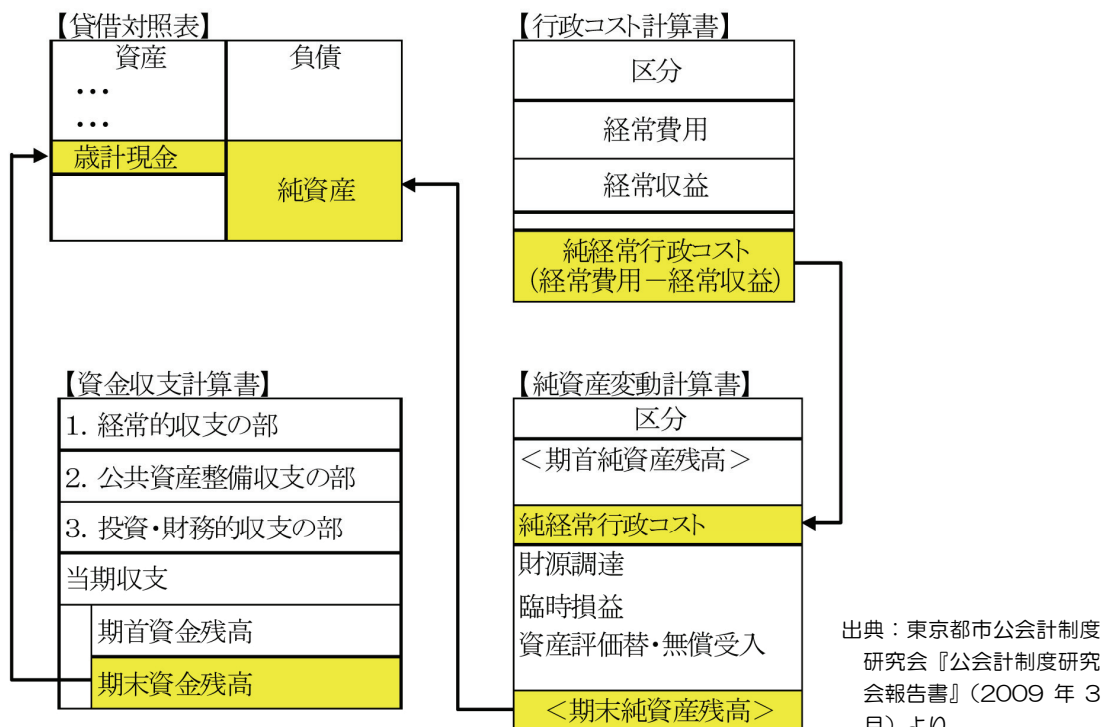 【貸借対照表】
資産
負債
・・・
・・・
歳計現金
純資産
【行政コスト計算書】
区分
経常費用
経常収益
純経常行政コスト
(経常費用－経常収益)
【資金収支計算書】
1. 経常的収支の部
2. 公共資産整備収支の部
3. 投資・財務的収支の部
当期収支
期首資金残高
期末資金残高
【純資産変動計算書】
区分
＜期首純資産残高＞
純経常行政コスト
財源調達
臨時損益
資産評価替・無償受入
＜期末純資産残高＞
出典：東京都市公会計制度
研究会『公会計制度研究
会報告書』（2009 年 3
月）より